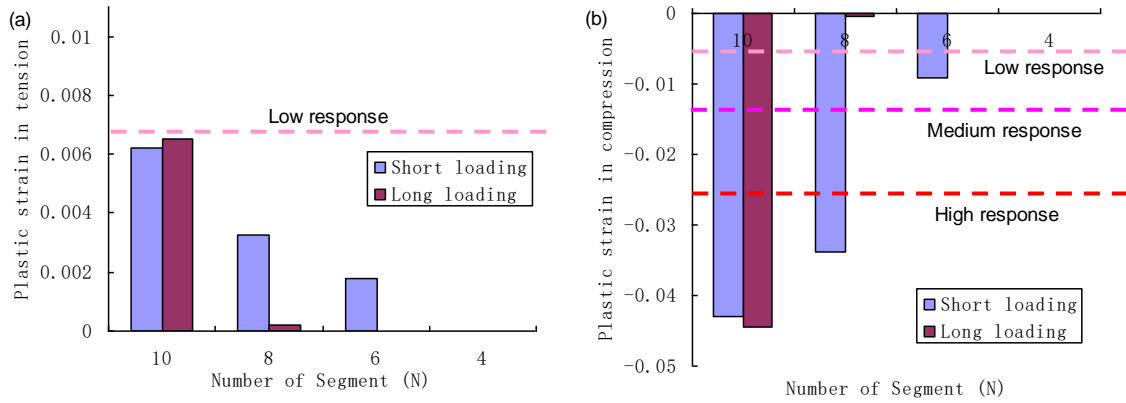 (a)
Plastic strain in tension
0.01
0.008
0.006
0.004
0.002
0
Low response
Short loading
Long loading
10 8 6 4
Number of Segment (N)
(b)
Plastic strain in compression
0
-0.01
-0.02
-0.03
-0.04
-0.05
10 8 6 4
Low response
Medium response
High response
Short loading
Long loading
Number of Segment (N)